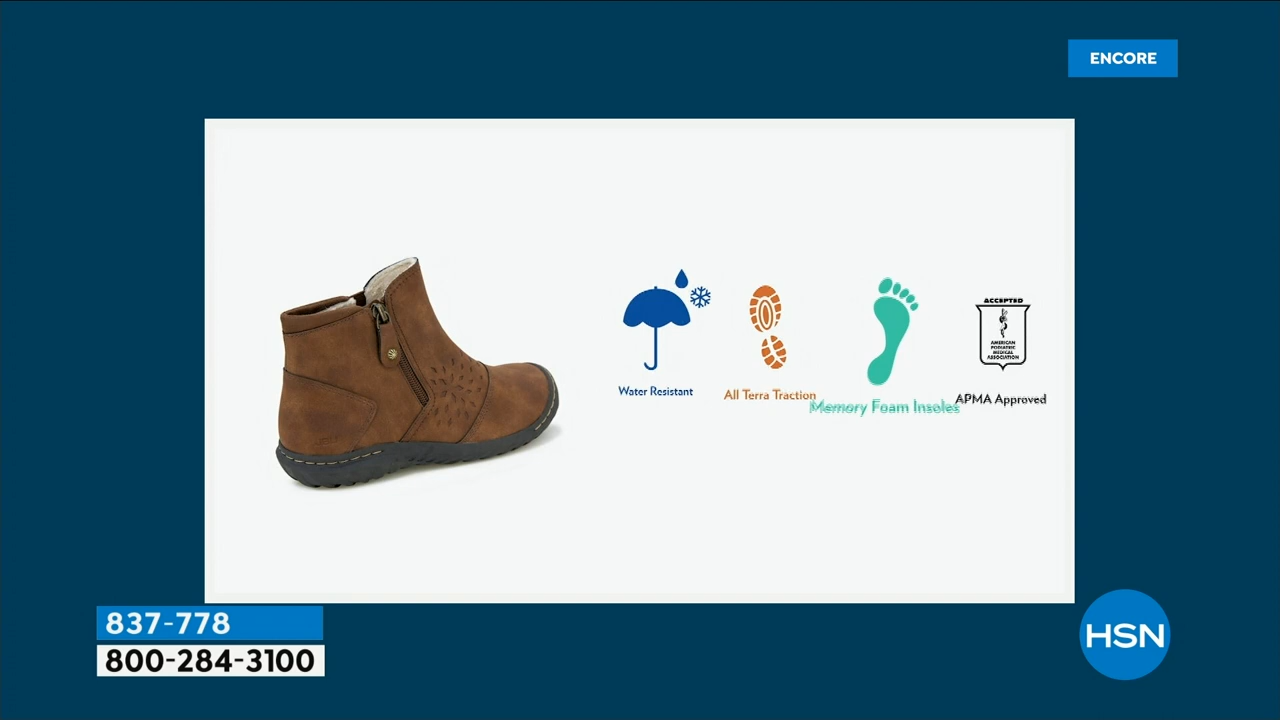 ENCORE
ACCEPTED
AMERICAN
PODIATRIC
MEDICAL
ASSOCIATION
Water Resistant
All Terra Traction
Memory Foam Insoles
APMA Approved
837-778
800-284-3100
HSN